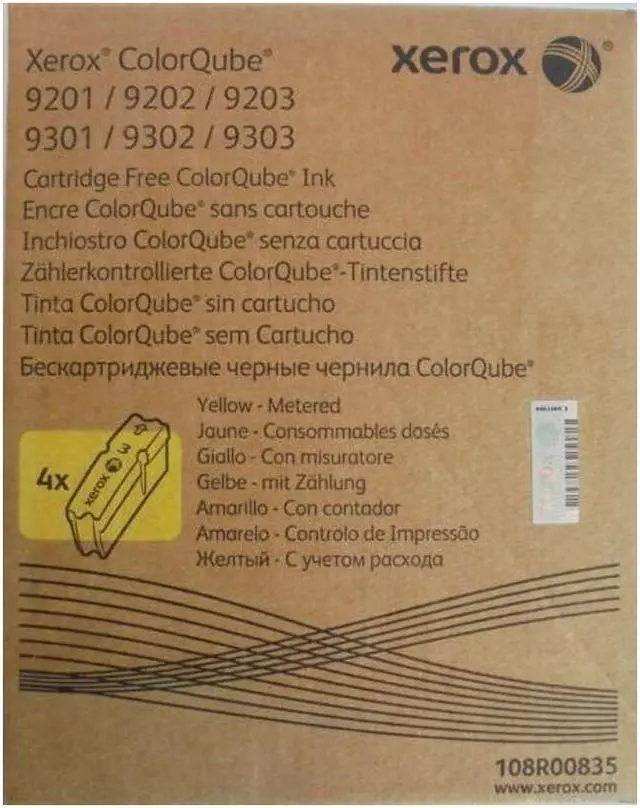 Xerox® ColorQube®
xerox®
9201 / 9202 / 9203
9301 / 9302 / 9303
Cartridge Free ColorQube® Ink
Encre ColorQube® sans cartouche
Inchiostro ColorQube® senza cartuccia
Zählerkontrollierte ColorQube®-Tintenstifte
Tinta ColorQube® sin cartucho
Tinta ColorQube® sem Cartucho
Бескартриджевые черные чернила ColorQube®
4x
xerox
3
Yellow - Metered
Jaune - Consommables dosés
Giallo - Con misuratore
Gelbe - mit Zählung
Amarillo - Con contador
Amarelo - Controlo de Impressão
Желтый - С учетом расхода
108R00835
www.xerox.com